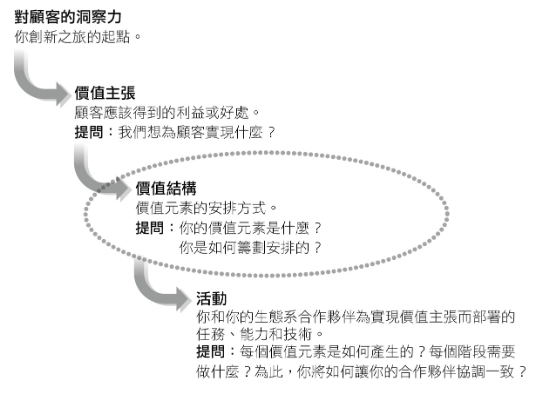 對顧客的洞察力
你創新之旅的起點。
價值主張
顧客應該得到的利益或好處。
提問：我們想為顧客實現什麼？
價值結構
價值元素的安排方式。
提問：你的價值元素是什麼？
你是如何籌劃安排的？
活動
你和你的生態系合作夥伴為實現價值主張而部署的
任務、能力和技術。
提問：每個價值元素是如何產生的？每個階段需要
做什麼？為此，你將如何讓你的合作夥伴協調一致？